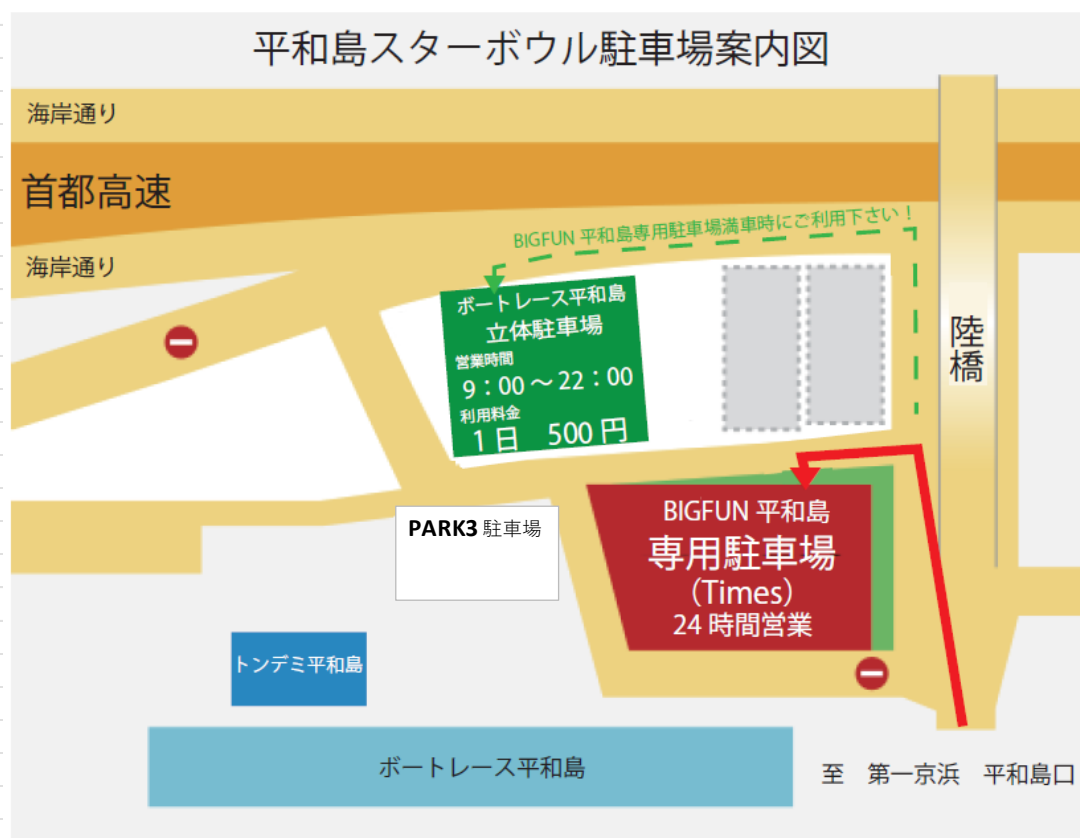 平和島スターボウル駐車場案内図
海岸通り
首都高速
BIGFUN 平和島専用駐車場満車時にご利用下さい！
海岸通り
ボートレース平和島
立体駐車場
営業時間
9：00～22：00
利用料金
1日 500円
陸橋
PARK3 駐車場
BIGFUN 平和島
専用駐車場
（Times）
24 時間営業
トンデミ平和島
ボートレース平和島
至 第一京浜 平和島口